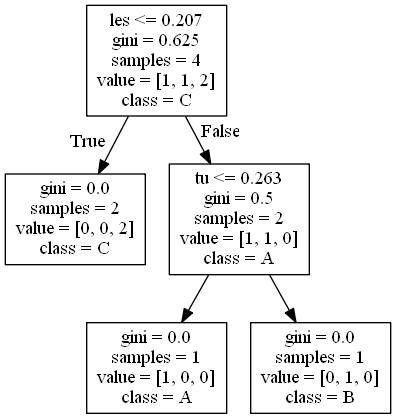 les <= 0.207
gini = 0.625
samples = 4
value = [1, 1, 2]
class = C
True
False
gini = 0.0
samples = 2
value = [0, 0, 2]
class = C
tu <= 0.263
gini = 0.5
samples = 2
value = [1, 1, 0]
class = A
gini = 0.0
samples = 1
value = [1, 0, 0]
class = A
gini = 0.0
samples = 1
value = [0, 1, 0]
class = B